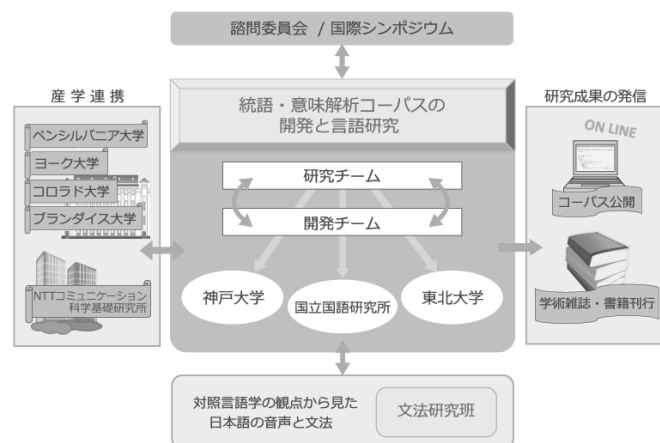 諮問委員会 / 国際シンポジウム
産学連携
ペンシルバニア大学
ヨーク大学
コロラド大学
ブランダイス大学
NTTコミュニケーション
科学基礎研究所
統語・意味解析コーパスの
開発と言語研究
研究チーム
開発チーム
神戸大学
国立国語研究所
東北大学
研究成果の発信
ON LINE
コーパス公開
学術雑誌・書籍刊行
対照言語学の観点から見た
日本語の音声と文法
文法研究班